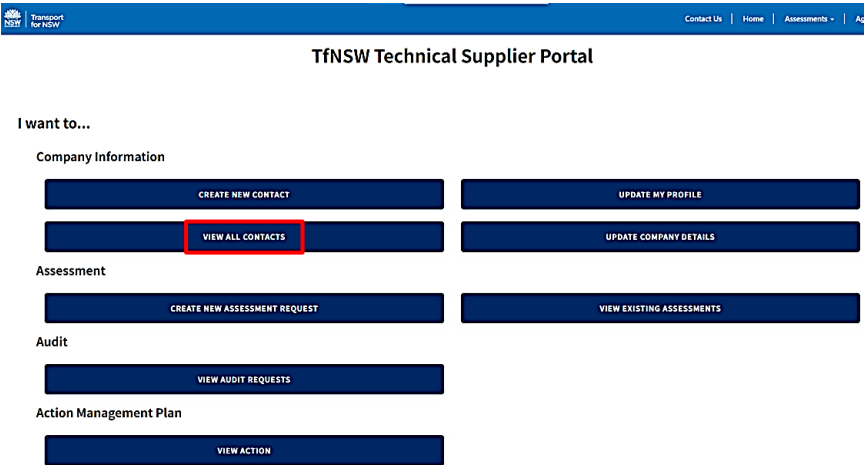 NSW
Transport
for NSW
Contact Us | Home | Assessments | 
TfNSW Technical Supplier Portal
I want to...
Company Information
CREATE NEW CONTACT
UPDATE MY PROFILE
VIEW ALL CONTACTS
UPDATE COMPANY DETAILS
Assessment
CREATE NEW ASSESSMENT REQUEST
VIEW EXISTING ASSESSMENTS
Audit
VIEW AUDIT REQUESTS
Action Management Plan
VIEW ACTION